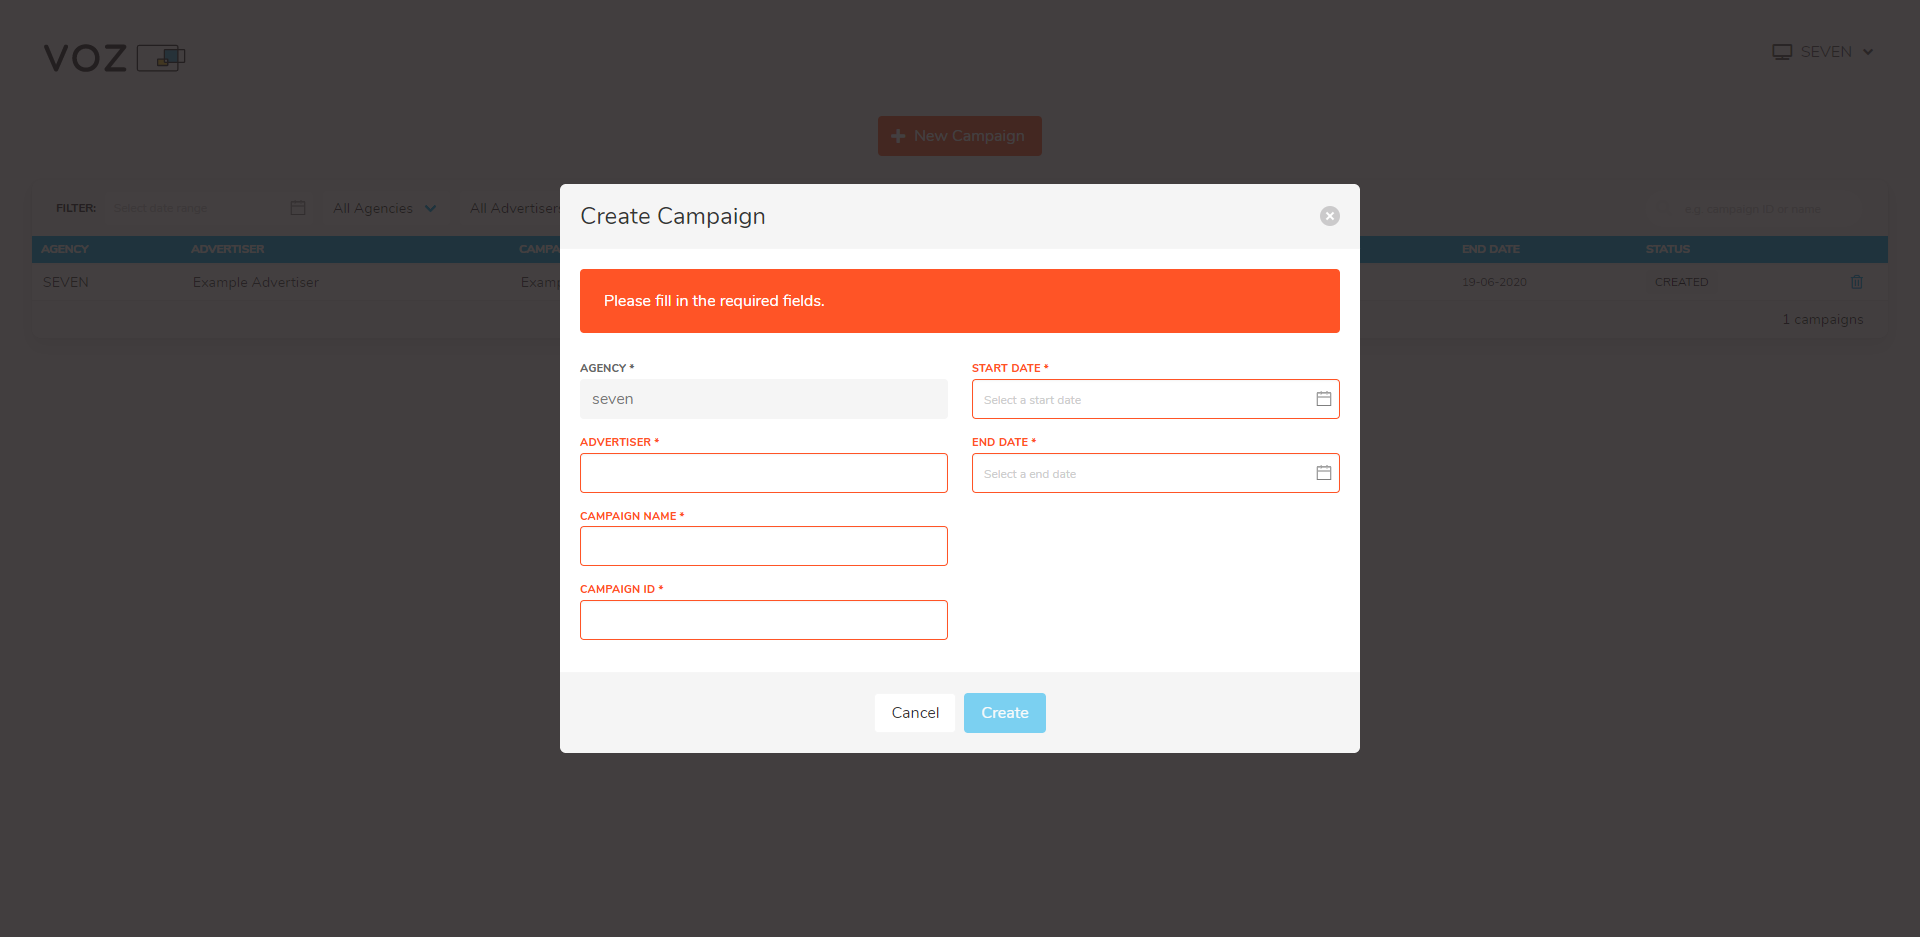 VOZ
SEVEN
New Campaign
FILTER: Select date range All Agencies All Advertisers
e.g. campaign ID or name
AGENCY ADVERTISER CAMPA END DATE STATUS
SEVEN Example Advertiser Examp 19-06-2020 CREATED
1 campaigns
Create Campaign
Please fill in the required fields.
AGENCY *
seven
ADVERTISER *
CAMPAIGN NAME *
CAMPAIGN ID *
START DATE *
Select a start date
END DATE *
Select a end date
Cancel Create